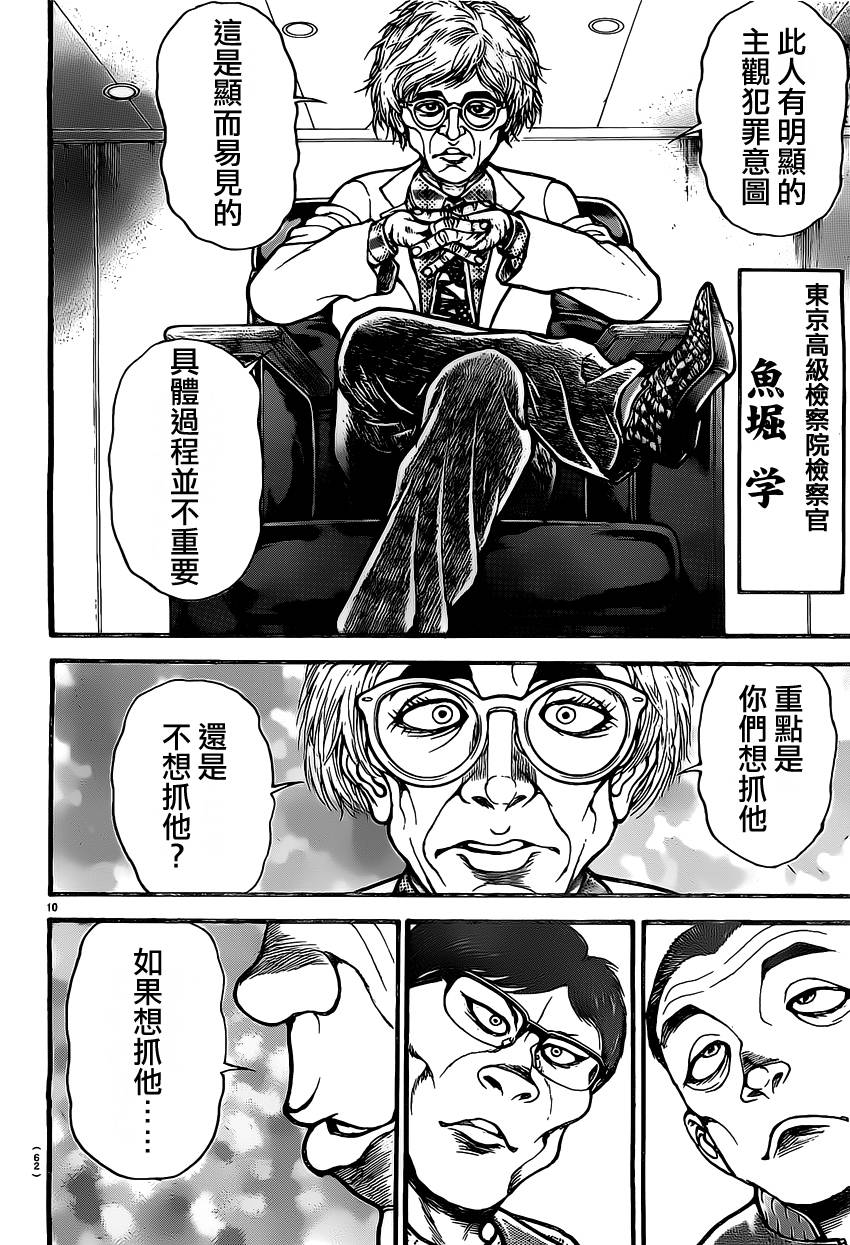 此人有明顯的
主觀犯罪意圖
這是顯而易見的
東京高級檢察院檢察官
魚堀 学
具體過程並不重要
重點是
你們想抓他
還是
不想抓他？
10
如果想抓他……
(62)